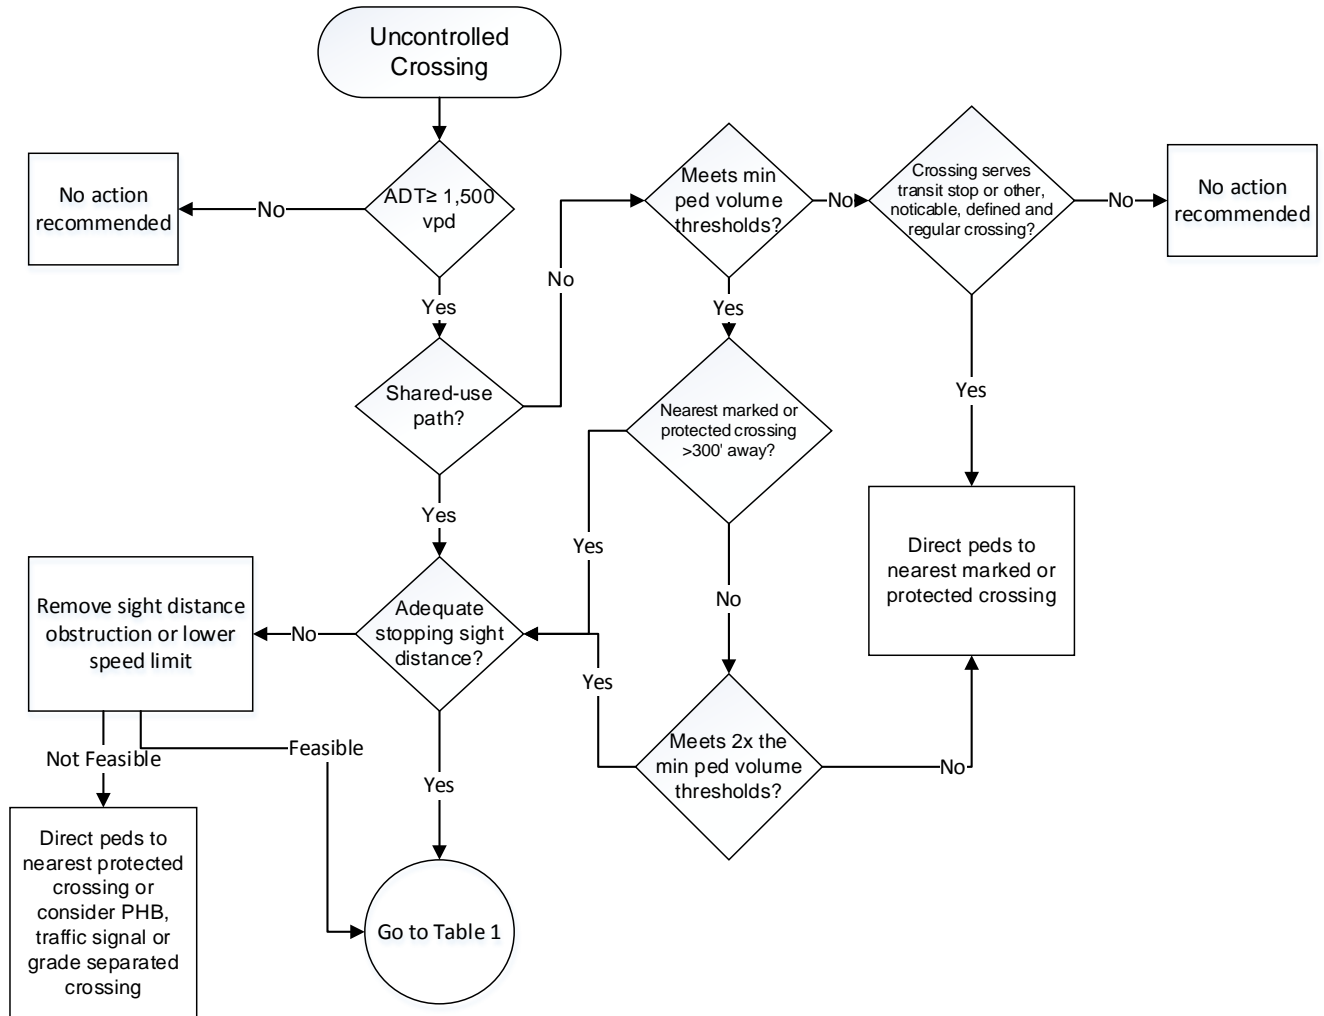 Uncontrolled
Crossing
ADT≥ 1,500
vpd
No
No action
recommended
Yes
Shared-use
path?
No
Meets min
ped volume
thresholds?
No
Crossing serves
transit stop or other,
noticable, defined and
regular crossing?
No
No action
recommended
Yes
Nearest marked or
protected crossing
>300' away?
Yes
Direct peds to
nearest marked or
protected crossing
Yes
No
Meets 2x the
min ped volume
thresholds?
Yes
No
Yes
Adequate
stopping sight
distance?
No
Remove sight distance
obstruction or lower
speed limit
Not Feasible
Feasible
Direct peds to
nearest protected
crossing or
consider PHB,
traffic signal or
grade separated
crossing
Yes
Go to Table 1